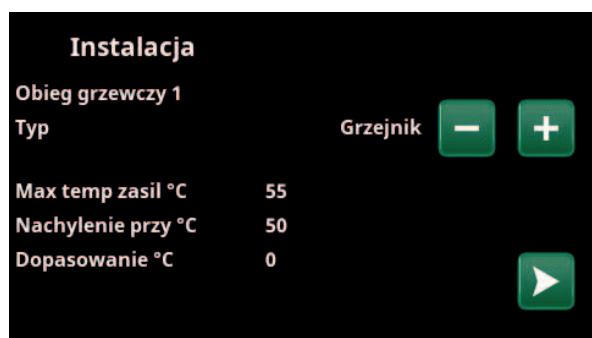 Instalacja
Obieg grzewczy 1
Typ Grzejnik − +
Max temp zasil °C 55
Nachylenie przy °C 50
Dopasowanie °C 0